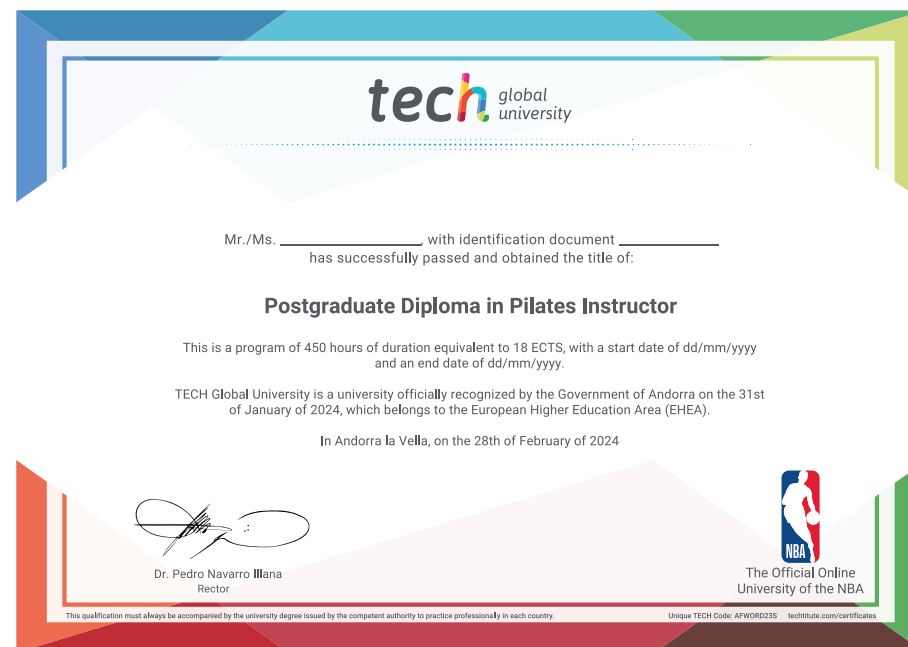 tech global university
Mr./Ms. ____________, with identification document ____________
has successfully passed and obtained the title of:
Postgraduate Diploma in Pilates Instructor
This is a program of 450 hours of duration equivalent to 18 ECTS, with a start date of dd/mm/yyyy
and an end date of dd/mm/yyyy.
TECH Global University is a university officially recognized by the Government of Andorra on the 31st
of January of 2024, which belongs to the European Higher Education Area (EHEA).
In Andorra la Vella, on the 28th of February of 2024
Dr. Pedro Navarro Illana
Rector
NBA
The Official Online
University of the NBA
This qualification must always be accompanied by the university degree issued by the competent authority to practice professionally in each country.
Unique TECH Code: AFWORD23S techtitute.com/certificates